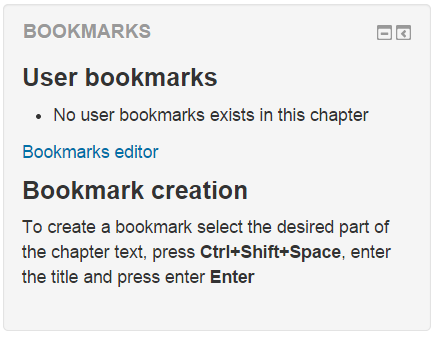 BOOKMARKS
User bookmarks
• No user bookmarks exists in this chapter
Bookmarks editor
Bookmark creation
To create a bookmark select the desired part of
the chapter text, press Ctrl+Shift+Space, enter
the title and press enter Enter